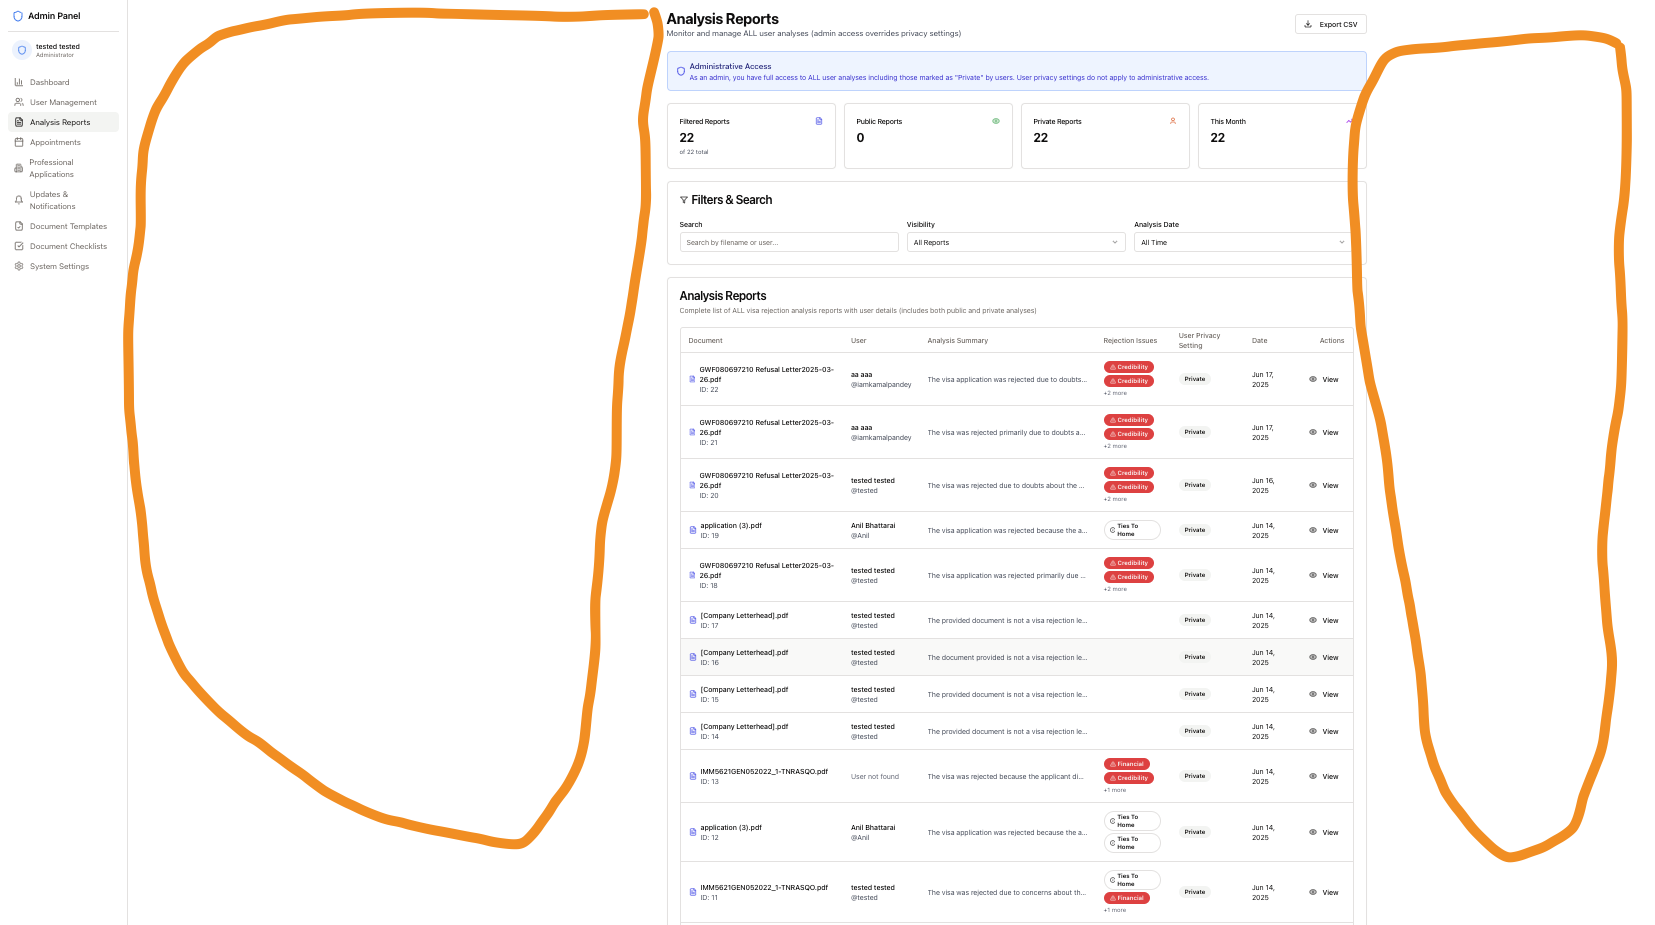 Admin Panel
tested tested
Administrator
Dashboard
User Management
Analysis Reports
Appointments
Professional
Applications
Updates &
Notifications
Document Templates
Document Checklists
System Settings
Analysis Reports
Monitor and manage ALL user analyses (admin access overrides privacy settings)
Export CSV
Administrative Access
As an admin, you have full access to ALL user analyses including those marked as "Private" by users. User privacy settings do not apply to administrative access.
Filtered Reports
22
of 22 total
Public Reports
0
Private Reports
22
This Month
22
Filters & Search
Search
Search by filename or user...
Visibility
All Reports
Analysis Date
All Time
Analysis Reports
Complete list of ALL visa rejection analysis reports with user details (includes both public and private analyses)
Document User Analysis Summary Rejection Issues User Privacy Setting Date Actions
GWF080697210 Refusal Letter2025-03-
26.pdf
ID: 22
aa aaa
@iamkamalpandey
The visa application was rejected due to doubts...
Credibility
Credibility
+2 more
Private
Jun 17,
2025
View
GWF080697210 Refusal Letter2025-03-
26.pdf
ID: 21
aa aaa
@iamkamalpandey
The visa was rejected primarily due to doubts a...
Credibility
Credibility
+2 more
Private
Jun 17,
2025
View
GWF080697210 Refusal Letter2025-03-
26.pdf
ID: 20
tested tested
@tested
The visa was rejected due to doubts about the ...
Credibility
Credibility
+2 more
Private
Jun 16,
2025
View
application (3).pdf
ID: 19
Anil Bhattarai
@Anil
The visa application was rejected because the a...
Ties To
Home
Private
Jun 14,
2025
View
GWF080697210 Refusal Letter2025-03-
26.pdf
ID: 18
tested tested
@tested
The visa application was rejected primarily due ...
Credibility
Credibility
+2 more
Private
Jun 14,
2025
View
[Company Letterhead].pdf
ID: 17
tested tested
@tested
The provided document is not a visa rejection le...
Private
Jun 14,
2025
View
[Company Letterhead].pdf
ID: 16
tested tested
@tested
The document provided is not a visa rejection le...
Private
Jun 14,
2025
View
[Company Letterhead].pdf
ID: 15
tested tested
@tested
The provided document is not a visa rejection le...
Private
Jun 14,
2025
View
[Company Letterhead].pdf
ID: 14
tested tested
@tested
The provided document is not a visa rejection le...
Private
Jun 14,
2025
View
IMM5621GEN052022_1-TNRASQO.pdf
ID: 13
User not found
The visa was rejected because the applicant di...
Financial
Credibility
+1 more
Private
Jun 14,
2025
View
application (3).pdf
ID: 12
Anil Bhattarai
@Anil
The visa application was rejected because the a...
Ties To
Home
Ties To
Home
Private
Jun 14,
2025
View
IMM5621GEN052022_1-TNRASQO.pdf
ID: 11
tested tested
@tested
The visa was rejected due to concerns about th...
Ties To
Home
Financial
+1 more
Private
Jun 14,
2025
View